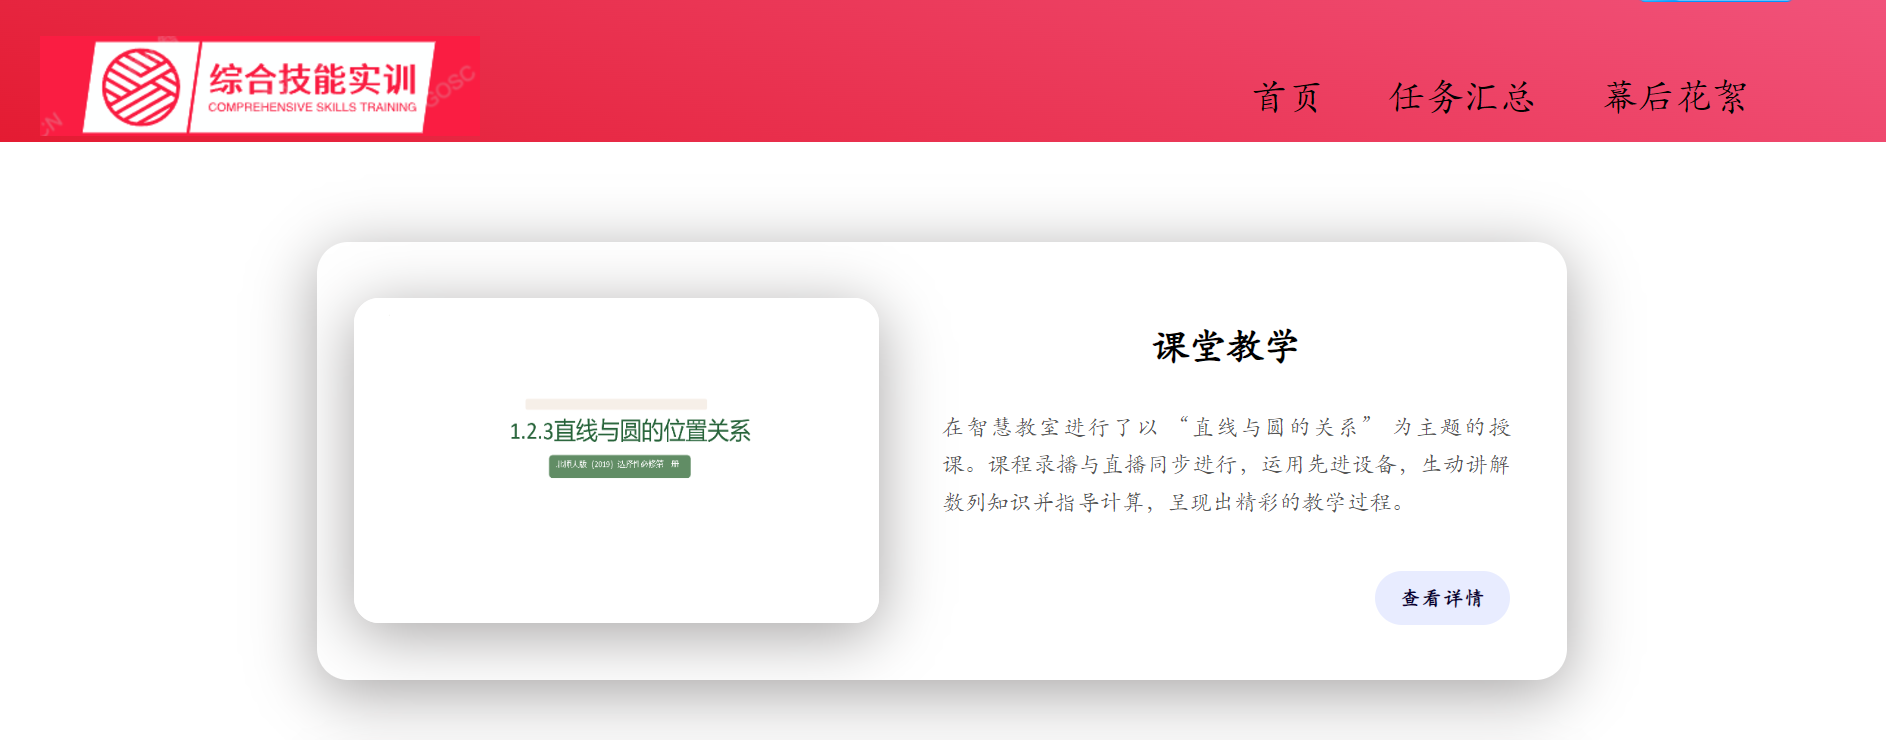 综合技能实训
COMPREHENSIVE SKILLS TRAINING
GOSC
CN
首页 任务汇总 幕后花絮
1.2.3直线与圆的位置关系
课堂教学
在智慧教室进行了以 “直线与圆的关系” 为主题的授
课。课程录播与直播同步进行，运用先进设备，生动讲解
数列知识并指导计算，呈现出精彩的教学过程。
查看详情